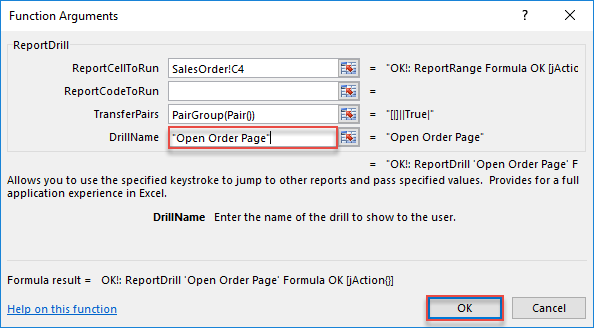 Function Arguments
? ×
ReportDrill
ReportCellToRun SalesOrder!C4 = "OK!: ReportRange Formula OK [jActic
ReportCodeToRun =
TransferPairs PairGroup(Pair()) = "[|]||True|"
DrillName "Open Order Page" = "Open Order Page"
= "OK!: ReportDrill 'Open Order Page' F
Allows you to use the specified keystroke to jump to other reports and pass specified values. Provides for a full
application experience in Excel.
DrillName Enter the name of the drill to show to the user.
Formula result = OK!: ReportDrill 'Open Order Page' Formula OK [jAction{}]
Help on this function
OK Cancel